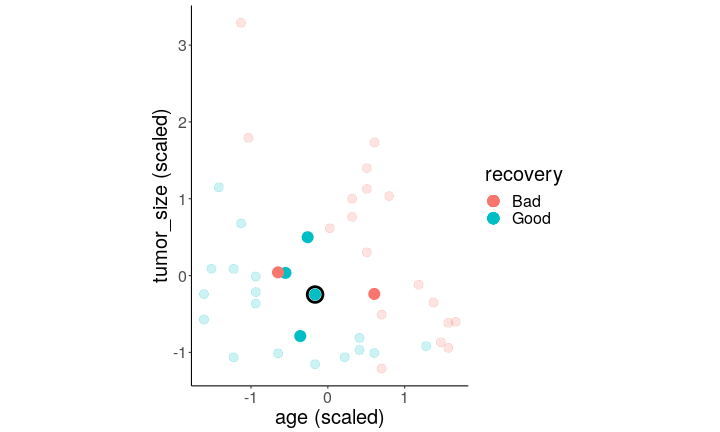 tumor_size (scaled)
3
2
1
0
-1
-1
0
1
age (scaled)
recovery
Bad
Good